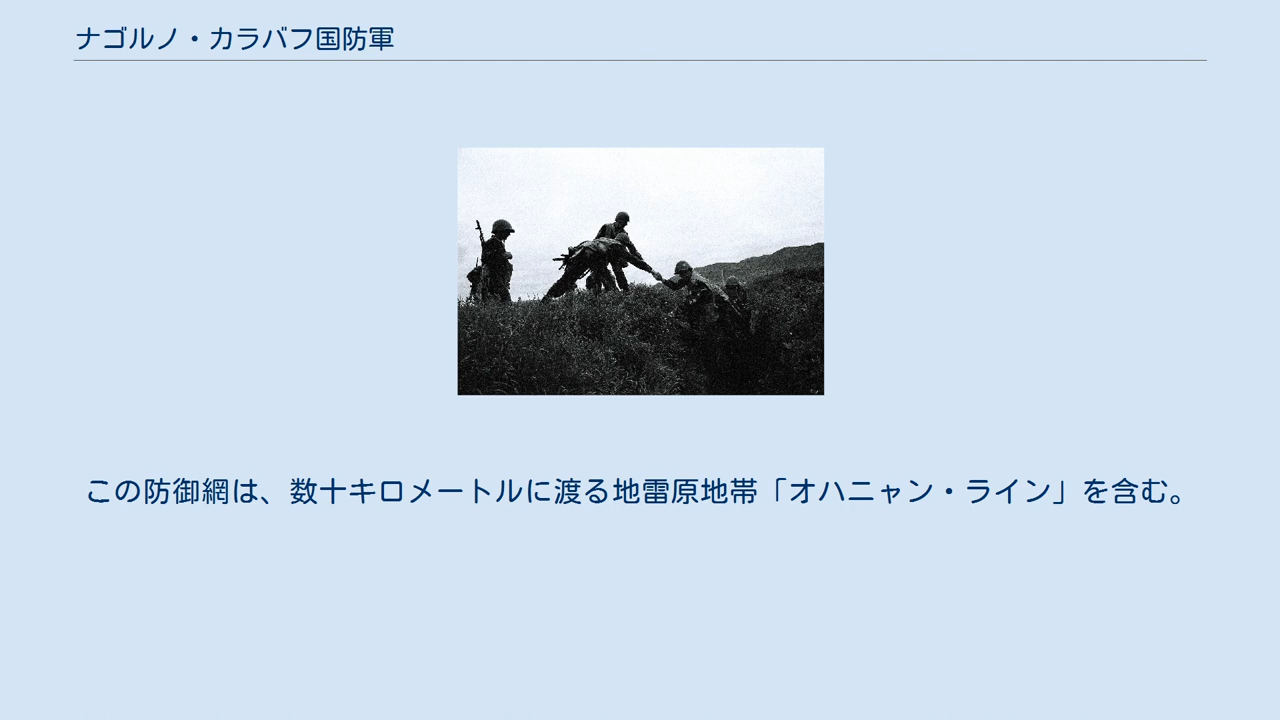 ナゴルノ・カラバフ国防軍
この防御網は、数十キロメートルに渡る地雷原地帯「オハニャン・ライン」を含む。